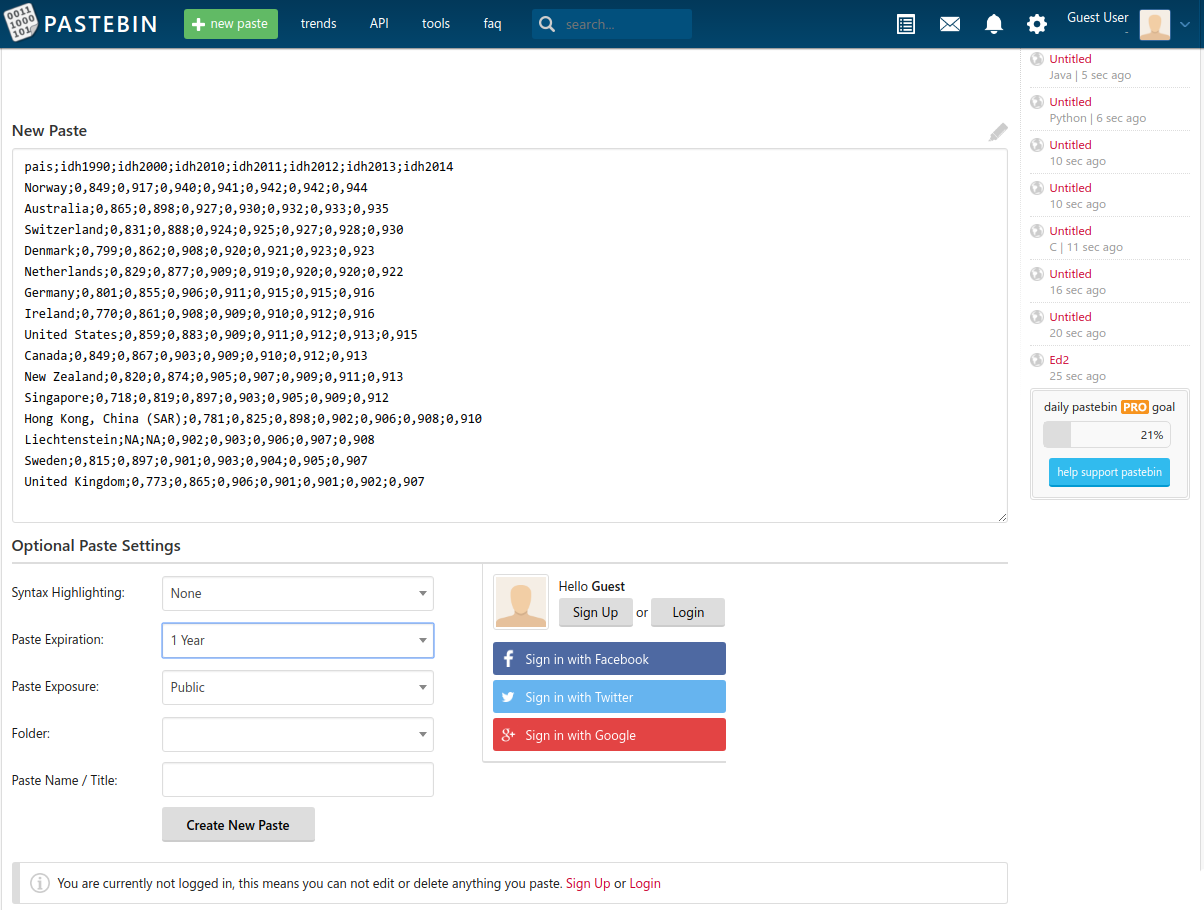 0011
1000
101
PASTEBIN
new paste
trends
API
tools
faq
search...
Guest User
-
Untitled
Java | 5 sec ago
Untitled
Python | 6 sec ago
Untitled
10 sec ago
Untitled
10 sec ago
Untitled
C | 11 sec ago
Untitled
16 sec ago
Untitled
20 sec ago
Ed2
25 sec ago
daily pastebin PRO goal
21%
help support pastebin
New Paste
pais;idh1990;idh2000;idh2010;idh2011;idh2012;idh2013;idh2014
Norway;0,849;0,917;0,940;0,941;0,942;0,942;0,944
Australia;0,865;0,898;0,927;0,930;0,932;0,933;0,935
Switzerland;0,831;0,888;0,924;0,925;0,927;0,928;0,930
Denmark;0,799;0,862;0,908;0,920;0,921;0,923;0,923
Netherlands;0,829;0,877;0,909;0,919;0,920;0,920;0,922
Germany;0,801;0,855;0,906;0,911;0,915;0,915;0,916
Ireland;0,770;0,861;0,908;0,909;0,910;0,912;0,916
United States;0,859;0,883;0,909;0,911;0,912;0,913;0,915
Canada;0,849;0,867;0,903;0,909;0,910;0,912;0,913
New Zealand;0,820;0,874;0,905;0,907;0,909;0,911;0,913
Singapore;0,718;0,819;0,897;0,903;0,905;0,909;0,912
Hong Kong, China (SAR);0,781;0,825;0,898;0,902;0,906;0,908;0,910
Liechtenstein;NA;NA;0,902;0,903;0,906;0,907;0,908
Sweden;0,815;0,897;0,901;0,903;0,904;0,905;0,907
United Kingdom;0,773;0,865;0,906;0,901;0,901;0,902;0,907
Optional Paste Settings
Syntax Highlighting:
None
Paste Expiration:
1 Year
Paste Exposure:
Public
Folder:
Paste Name / Title:
Create New Paste
Hello Guest
Sign Up or Login
Sign in with Facebook
Sign in with Twitter
Sign in with Google
You are currently not logged in, this means you can not edit or delete anything you paste. Sign Up or Login